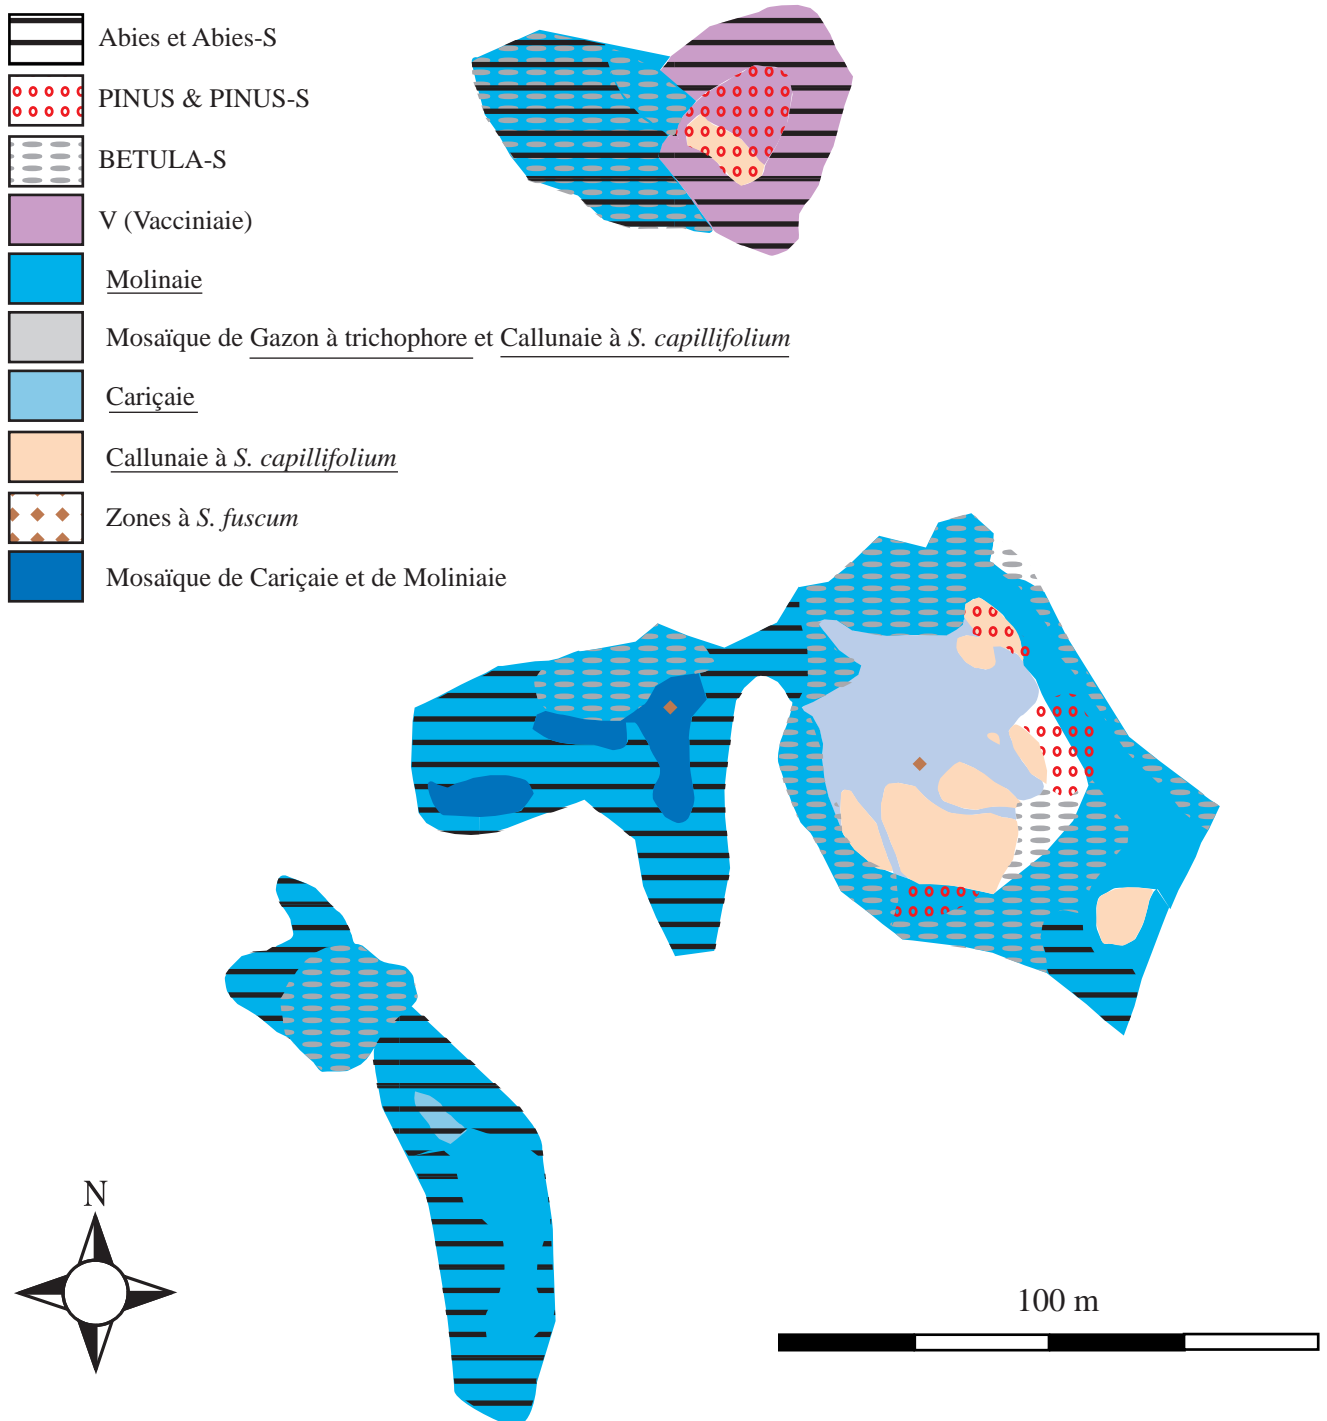 Abies et Abies-S
PINUS & PINUS-S
BETULA-S
V (Vacciniaie)
Molinaie
Mosaïque de Gazon à trichophore et Callunaie à S. capillifolium
Cariçaie
Callunaie à S. capillifolium
Zones à S. fuscum
Mosaïque de Cariçaie et de Moliniaie
N
100 m